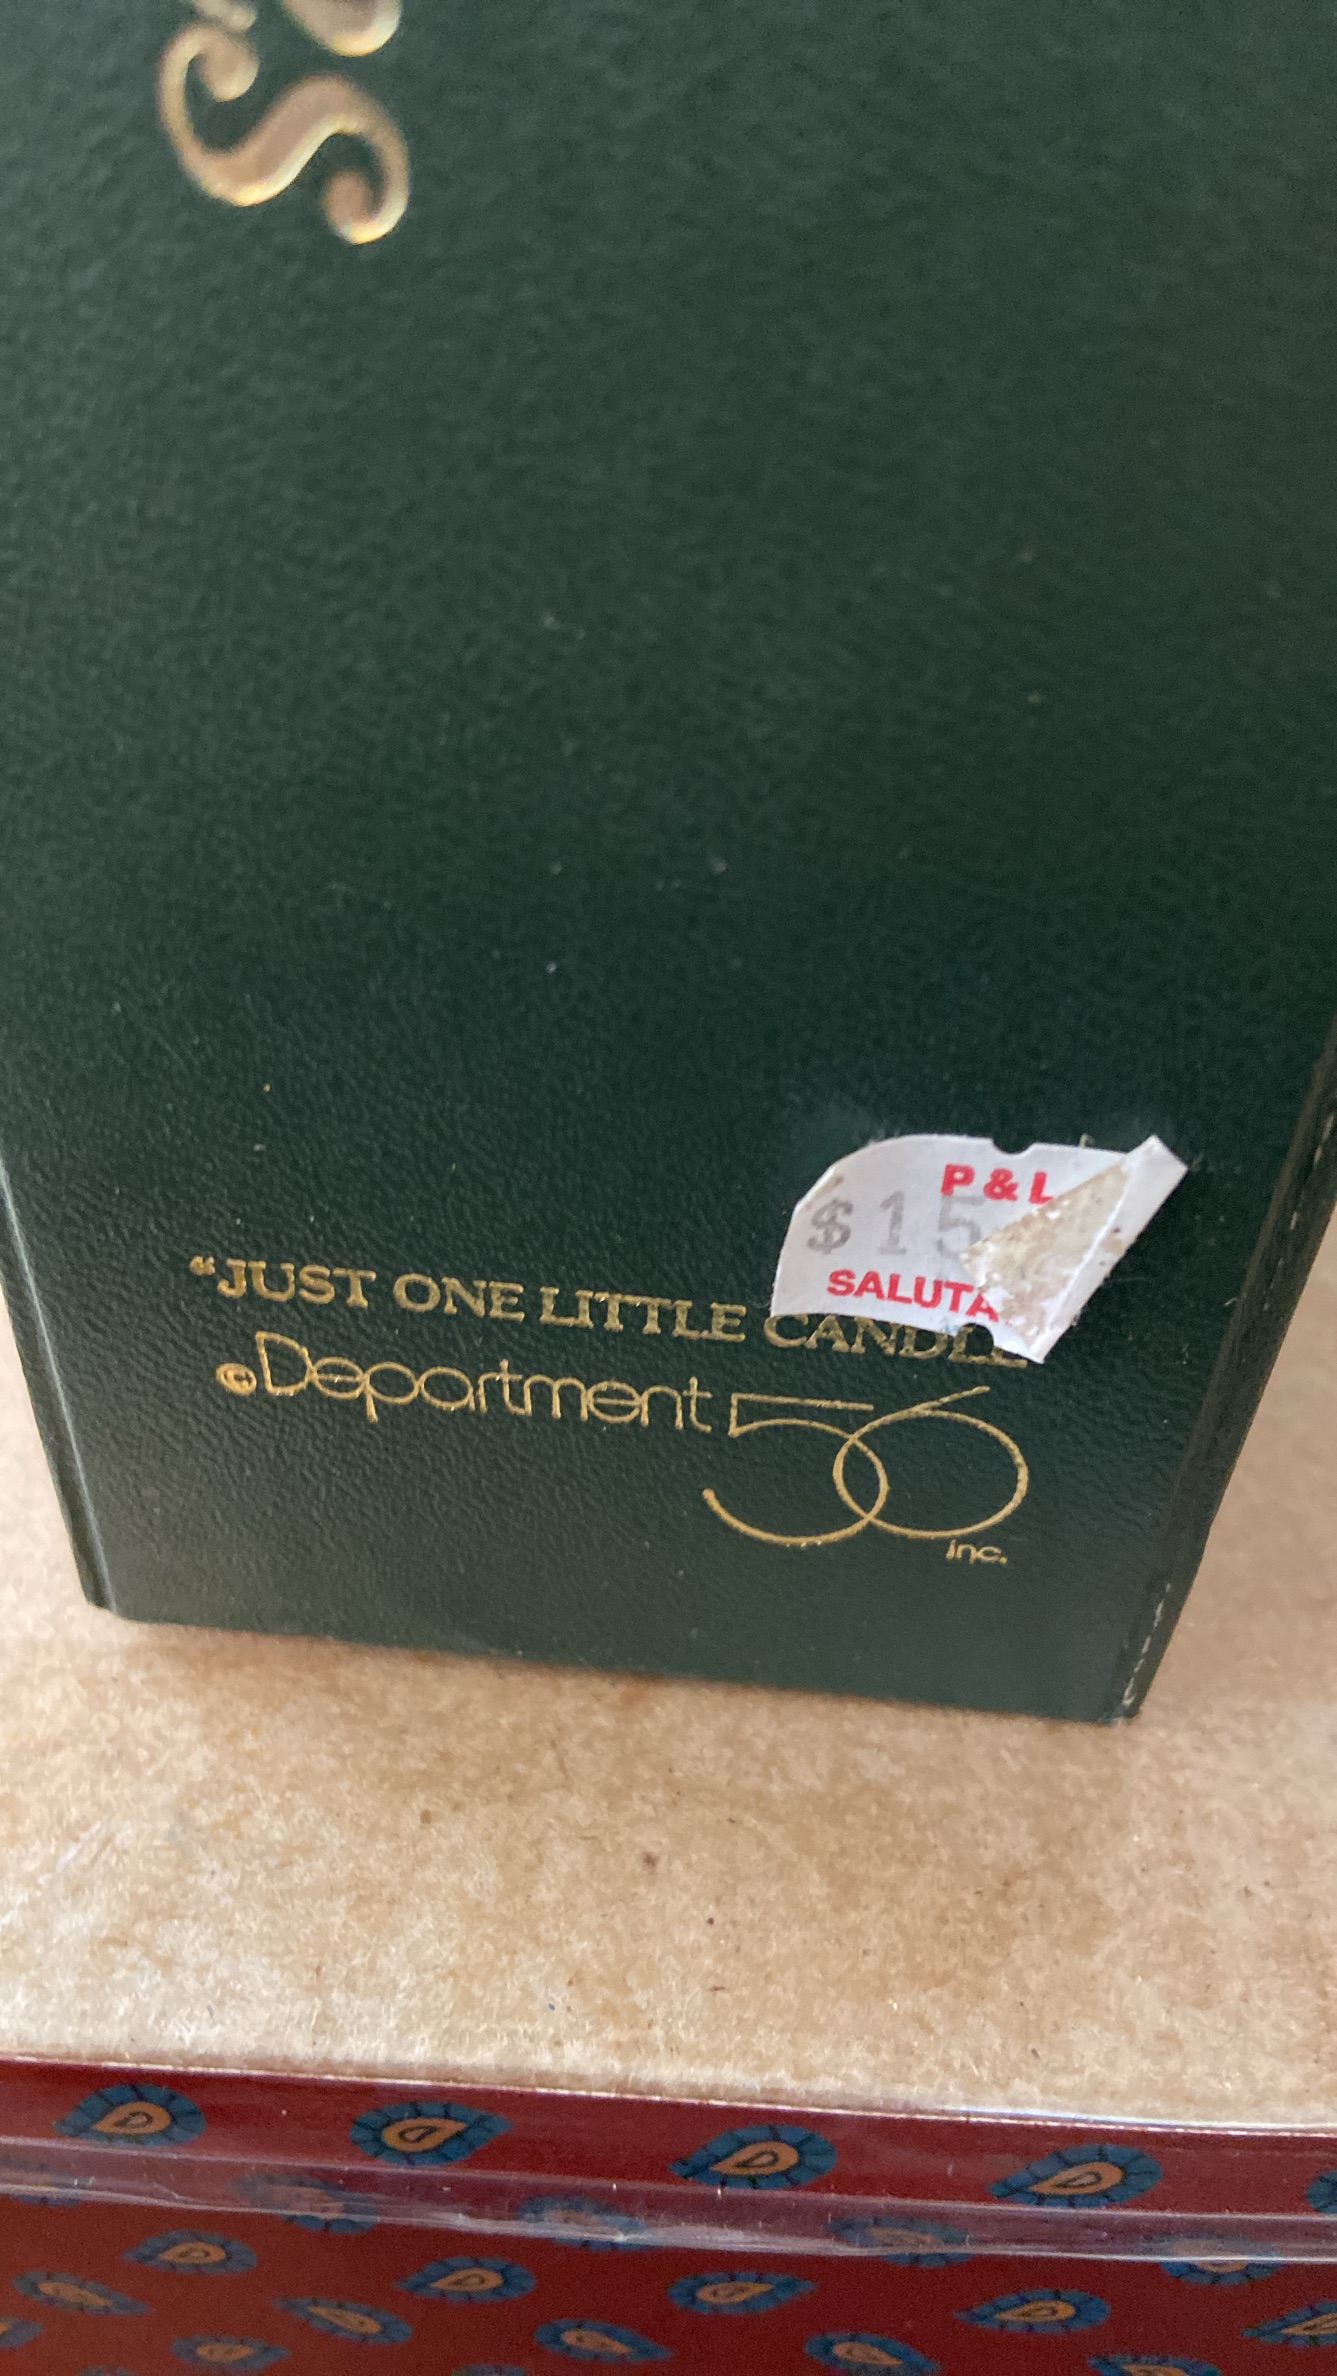 S
P & L
$ 15
SALUTA
“JUST ONE LITTLE CANDLE
©Department 56
inc.